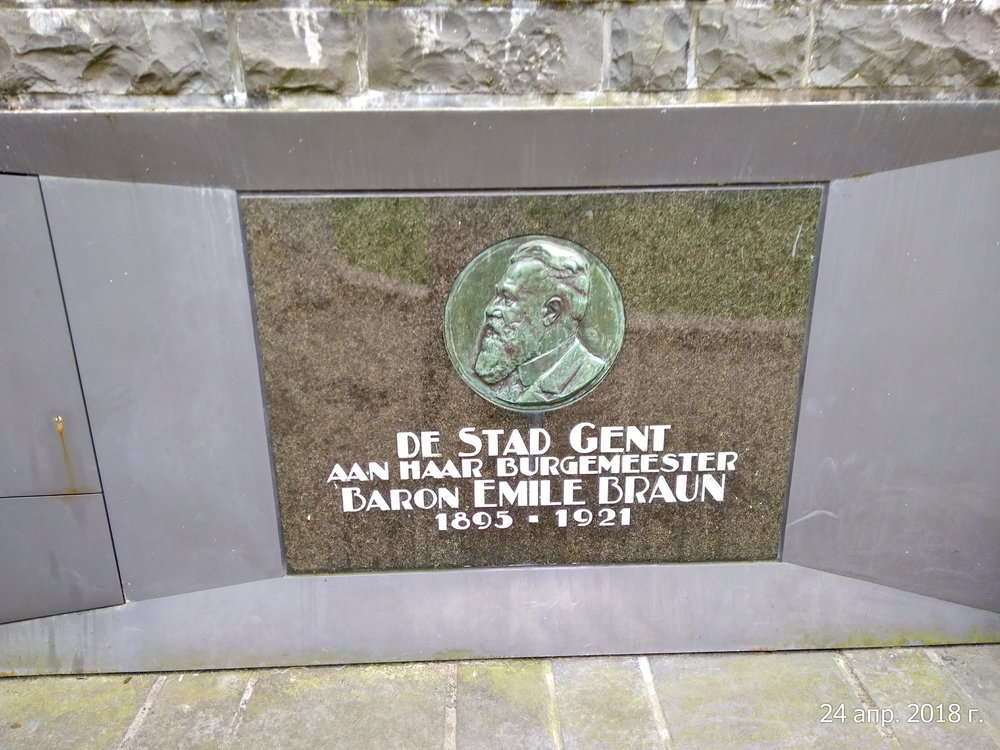 DE STAD GENT
AAN HAAR BURGEMEESTER
BARON EMILE BRAUN
1895 - 1921
24 апр. 2018 г.